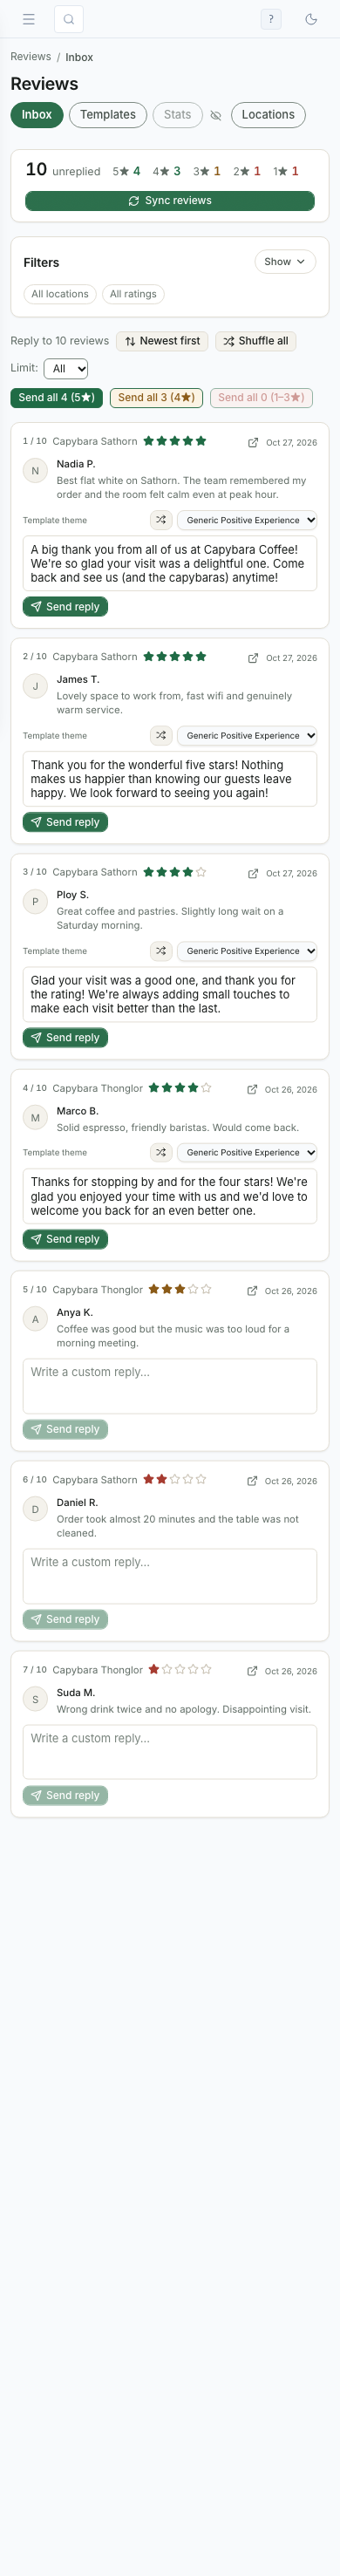 ?
Reviews / Inbox
Reviews
Inbox Templates Stats Locations
10 unreplied 5★ 4 4★ 3 3★ 1 2★ 1 1★ 1
Sync reviews
Filters Show
All locations All ratings
Reply to 10 reviews Newest first Shuffle all
Limit: All
Send all 4 (5★) Send all 3 (4★) Send all 0 (1–3★)
1 / 10 Capybara Sathorn ★★★★★ Oct 27, 2026
N Nadia P.
Best flat white on Sathorn. The team remembered my
order and the room felt calm even at peak hour.
Template theme Generic Positive Experience
A big thank you from all of us at Capybara Coffee!
We're so glad your visit was a delightful one. Come
back and see us (and the capybaras) anytime!
Send reply
2 / 10 Capybara Sathorn ★★★★★ Oct 27, 2026
J James T.
Lovely space to work from, fast wifi and genuinely
warm service.
Template theme Generic Positive Experience
Thank you for the wonderful five stars! Nothing
makes us happier than knowing our guests leave
happy. We look forward to seeing you again!
Send reply
3 / 10 Capybara Sathorn ★★★★☆ Oct 27, 2026
P Ploy S.
Great coffee and pastries. Slightly long wait on a
Saturday morning.
Template theme Generic Positive Experience
Glad your visit was a good one, and thank you for
the rating! We're always adding small touches to
make each visit better than the last.
Send reply
4 / 10 Capybara Thonglor ★★★★☆ Oct 26, 2026
M Marco B.
Solid espresso, friendly baristas. Would come back.
Template theme Generic Positive Experience
Thanks for stopping by and for the four stars! We're
glad you enjoyed your time with us and we'd love to
welcome you back for an even better one.
Send reply
5 / 10 Capybara Thonglor ★★★☆☆ Oct 26, 2026
A Anya K.
Coffee was good but the music was too loud for a
morning meeting.
Write a custom reply...
Send reply
6 / 10 Capybara Sathorn ★★☆☆☆ Oct 26, 2026
D Daniel R.
Order took almost 20 minutes and the table was not
cleaned.
Write a custom reply...
Send reply
7 / 10 Capybara Thonglor ★☆☆☆☆ Oct 26, 2026
S Suda M.
Wrong drink twice and no apology. Disappointing visit.
Write a custom reply...
Send reply